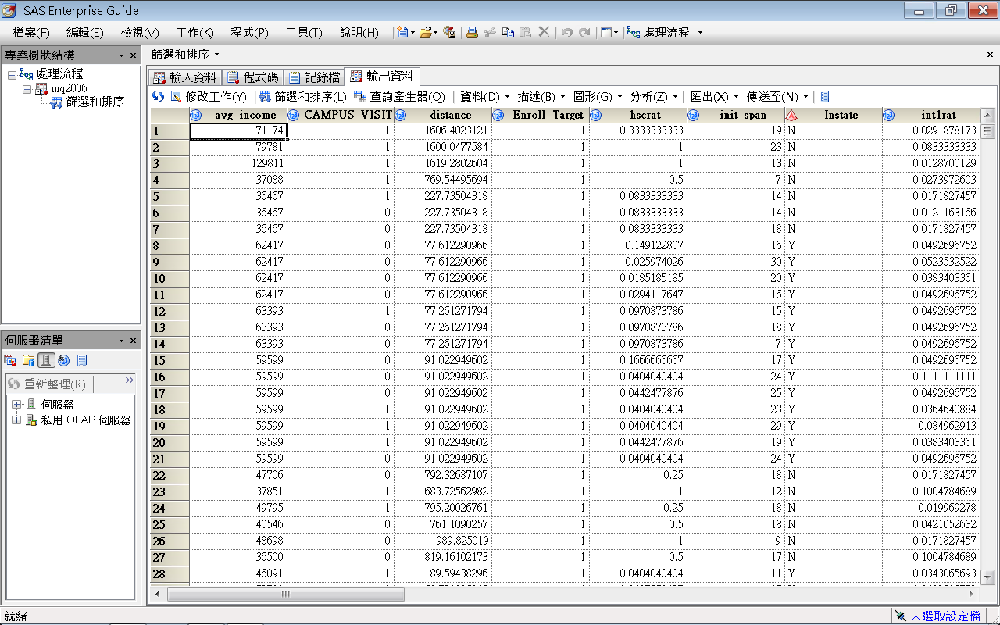 SAS Enterprise Guide
檔案(F) 編輯(E) 檢視(V) 工作(K) 程式(P) 工具(T) 說明(H) 處理流程
專案樹狀結構
處理流程
inq2006
篩選和排序
伺服器清單
重新整理(R)
伺服器
私用 OLAP 伺服器
篩選和排序
輸入資料 程式碼 記錄檔 輸出資料
修改工作(Y) 篩選和排序(L) 查詢產生器(Q) 資料(D) 描述(B) 圖形(G) 分析(Z) 匯出(X) 傳送至(N)
avg_income CAMPUS_VISIT distance Enroll_Target hscrat init_span Instate int1rat
1 71174 1 1606.4023121 1 0.3333333333 19 N 0.0291878173
2 79781 1 1600.0477584 1 1 23 N 0.0833333333
3 129811 1 1619.2802604 1 1 13 N 0.0128700129
4 37088 1 769.54495694 1 0.5 7 N 0.0273972603
5 36467 1 227.73504318 1 0.0833333333 14 N 0.0171827457
6 36467 0 227.73504318 1 0.0833333333 14 N 0.0121163166
7 36467 0 227.73504318 1 0.0833333333 18 N 0.0171827457
8 62417 0 77.612290966 1 0.149122807 16 Y 0.0492696752
9 62417 0 77.612290966 1 0.025974026 30 Y 0.0523532522
10 62417 0 77.612290966 1 0.0185185185 20 Y 0.0383403361
11 62417 0 77.612290966 1 0.0294117647 16 Y 0.0492696752
12 63393 1 77.261271794 1 0.0970873786 15 Y 0.0492696752
13 63393 0 77.261271794 1 0.0970873786 18 Y 0.0492696752
14 63393 0 77.261271794 1 0.0970873786 7 Y 0.0492696752
15 59599 0 91.022949602 1 0.1666666667 17 Y 0.0492696752
16 59599 0 91.022949602 1 0.0404040404 24 Y 0.1111111111
17 59599 0 91.022949602 1 0.0442477876 25 Y 0.0492696752
18 59599 1 91.022949602 1 0.0404040404 23 Y 0.0364640884
19 59599 1 91.022949602 1 0.0404040404 29 Y 0.084962913
20 59599 1 91.022949602 1 0.0442477876 19 Y 0.0383403361
21 59599 0 91.022949602 1 0.0404040404 24 Y 0.0492696752
22 47706 0 792.32687107 1 0.25 18 N 0.0171827457
23 37851 1 683.72562982 1 1 12 N 0.1004784689
24 49795 1 795.20026761 1 0.25 18 N 0.019969278
25 40546 0 761.1090257 1 0.5 18 N 0.0421052632
26 48698 0 989.825019 1 1 9 N 0.0171827457
27 36500 0 819.16102173 1 0.5 17 N 0.1004784689
28 46091 1 89.59438296 1 0.0404040404 11 Y 0.0343065693
就緒
未選取設定檔